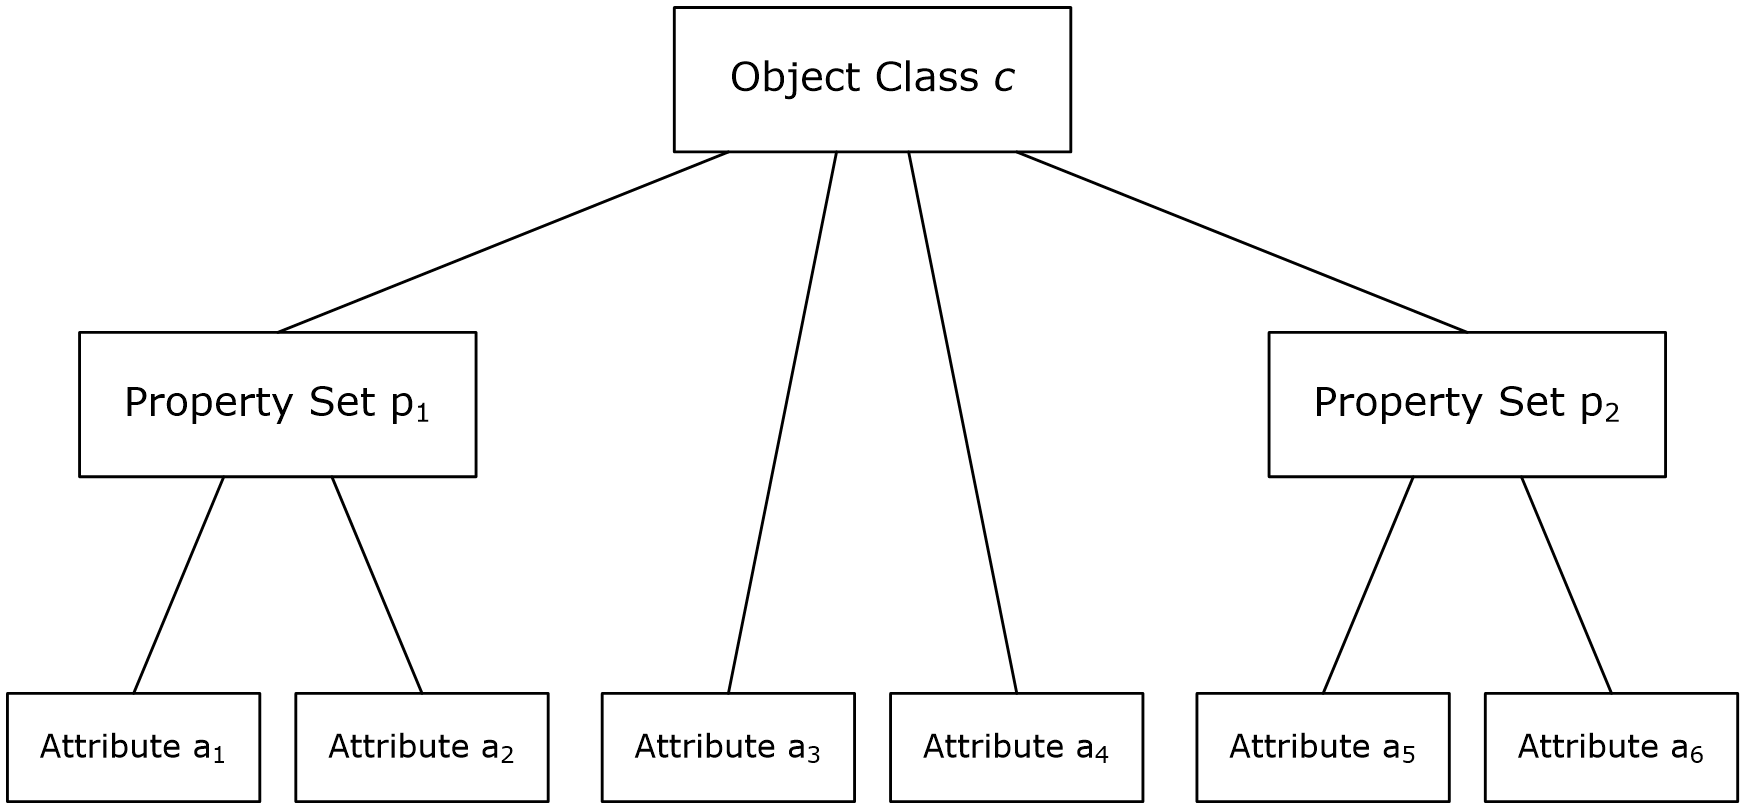 Object Class c
Property Set p₁
Property Set p₂
Attribute a₁
Attribute a₂
Attribute a₃
Attribute a₄
Attribute a₅
Attribute a₆